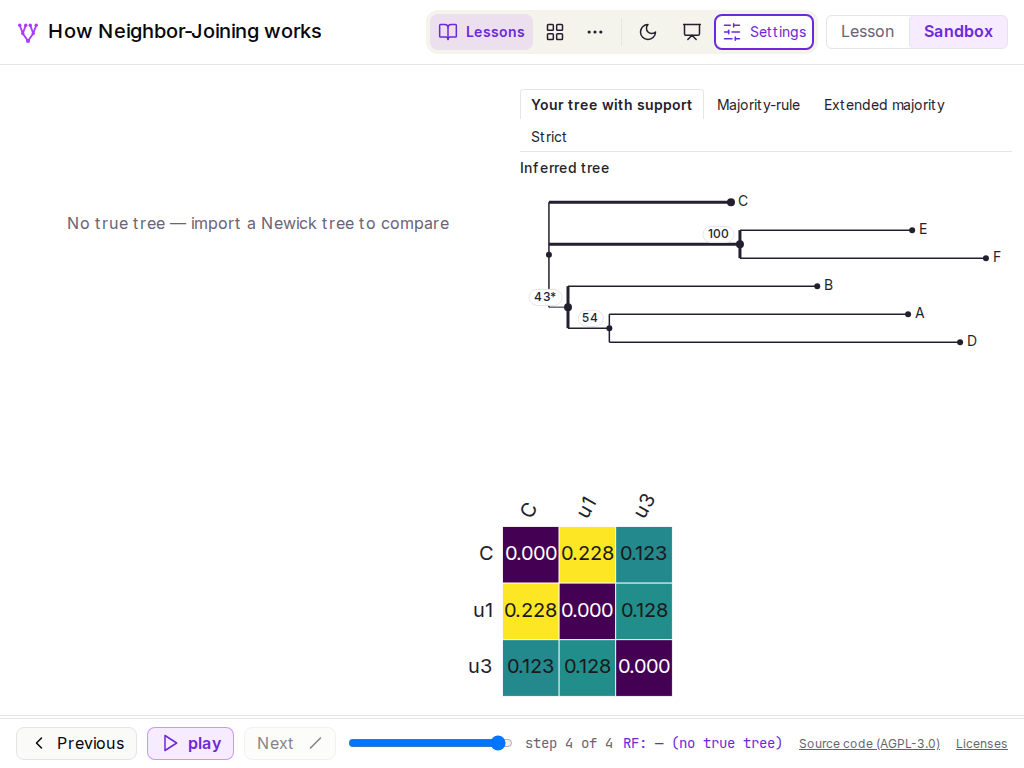 How Neighbor-Joining works
Lessons
Settings
Lesson
Sandbox
Your tree with support
Majority-rule
Extended majority
Strict
Inferred tree
No true tree — import a Newick tree to compare
C
100
E
F
B
43*
54
A
D
C u1 u3
C 0.000 0.228 0.123
u1 0.228 0.000 0.128
u3 0.123 0.128 0.000
Previous
play
Next
step 4 of 4
RF: — (no true tree)
Source code (AGPL-3.0)
Licenses